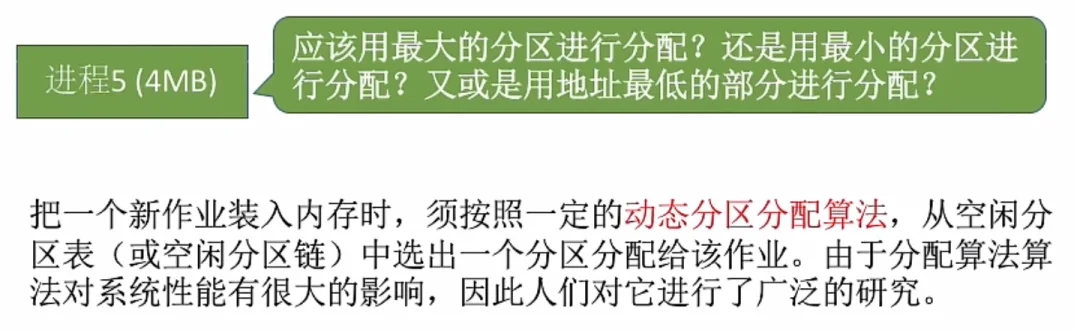 进程5 (4MB)
应该用最大的分区进行分配？还是用最小的分区进
行分配？又或是用地址最低的部分进行分配？
把一个新作业装入内存时，须按照一定的动态分区分配算法，从空闲分
区表（或空闲分区链）中选出一个分区分配给该作业。由于分配算法算
法对系统性能有很大的影响，因此人们对它进行了广泛的研究。